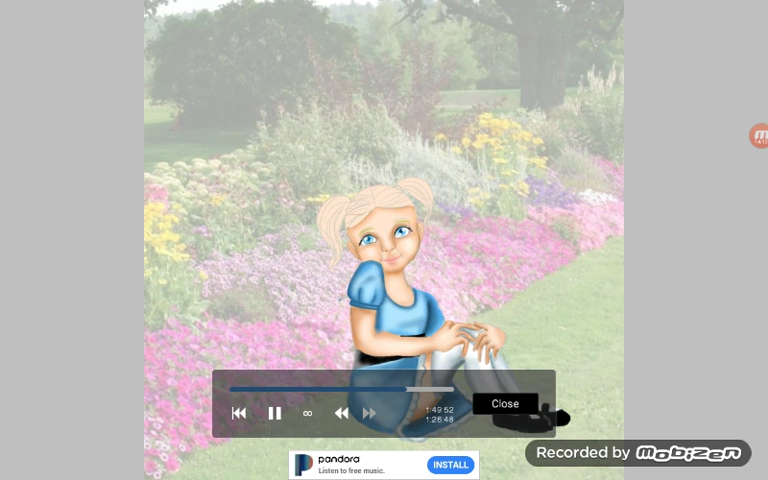 1:49:52
1:26:48
Close
pandora
Listen to free music.
INSTALL
Recorded by mobizen